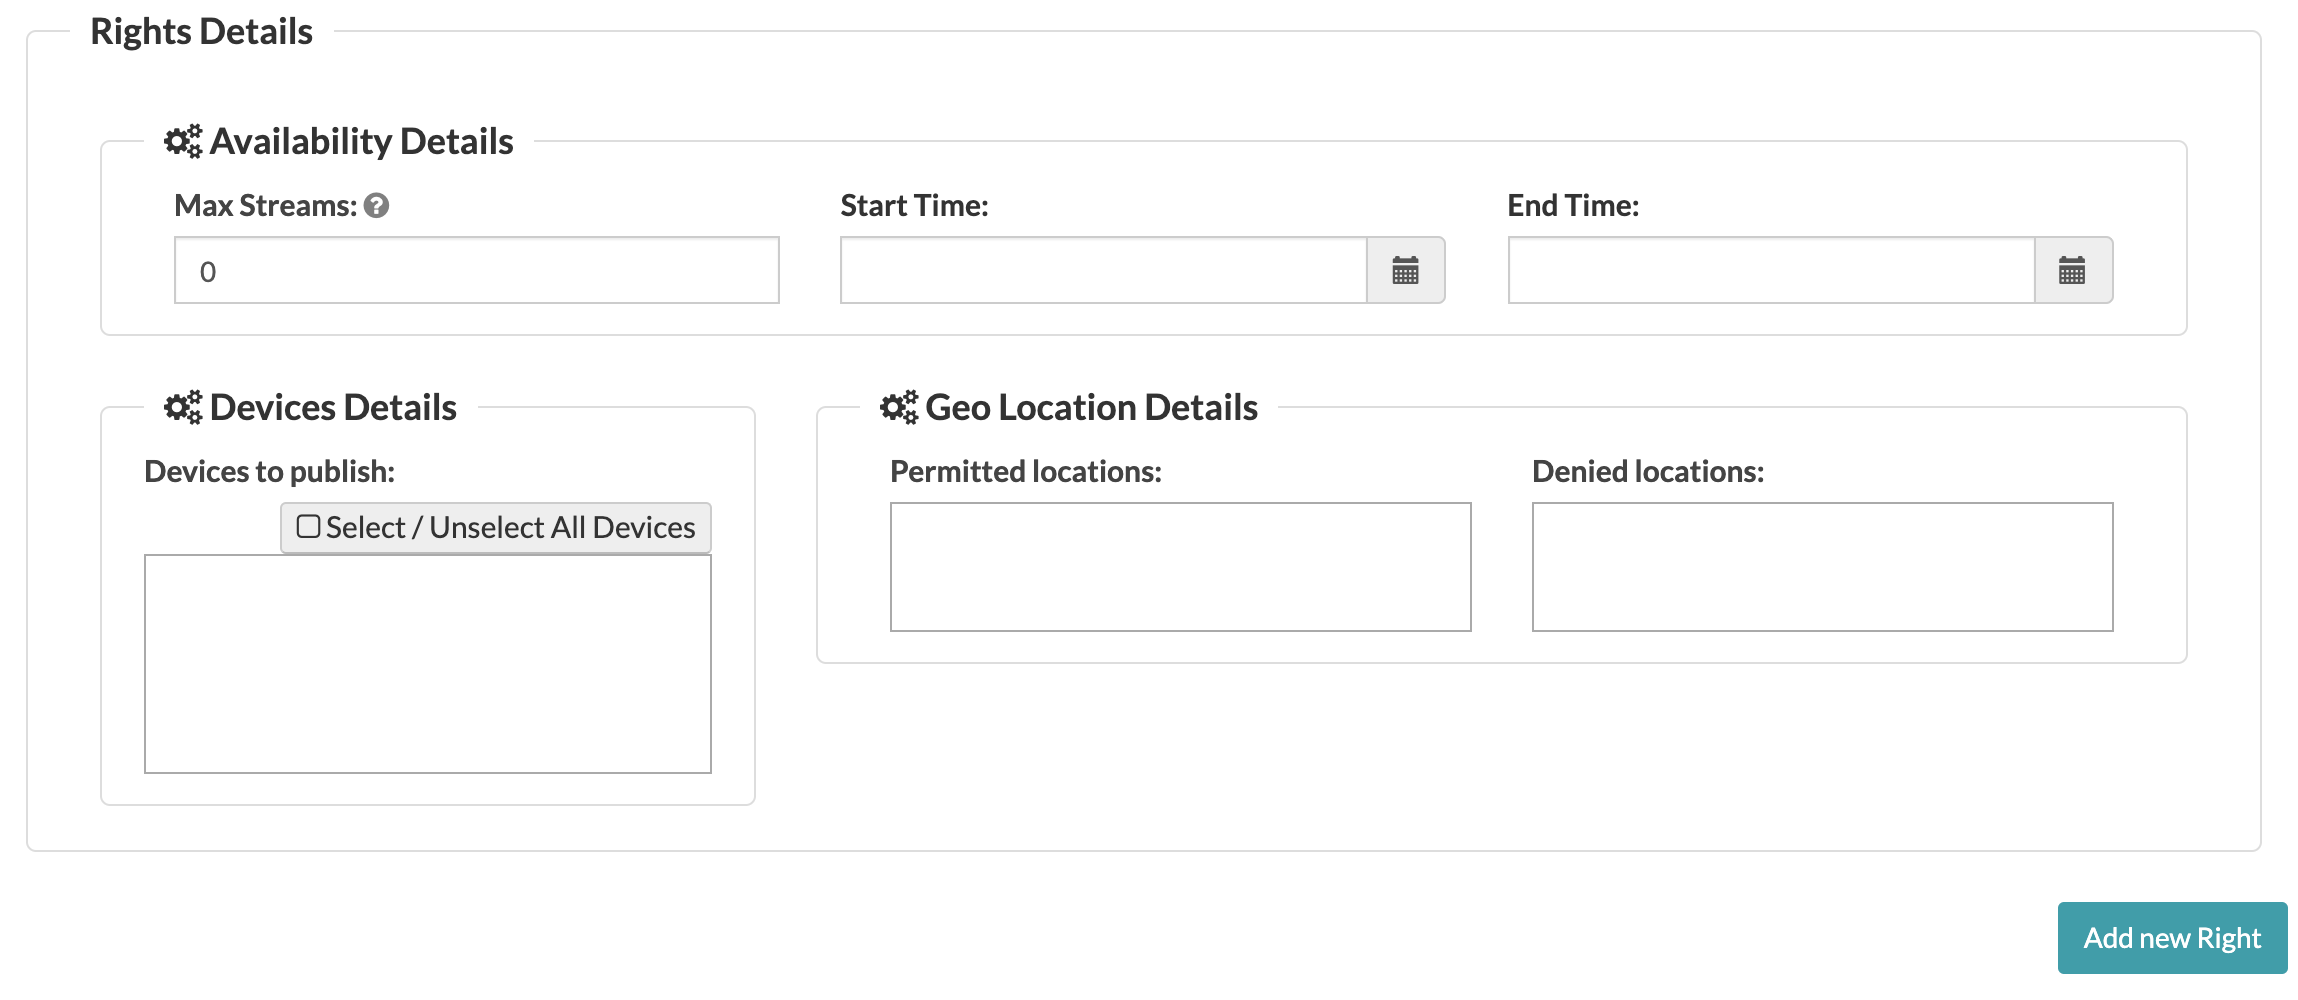 Rights Details
Availability Details
Max Streams:
Start Time:
End Time:
0
Devices Details
Geo Location Details
Devices to publish:
Permitted locations:
Denied locations:
Select / Unselect All Devices
Add new Right